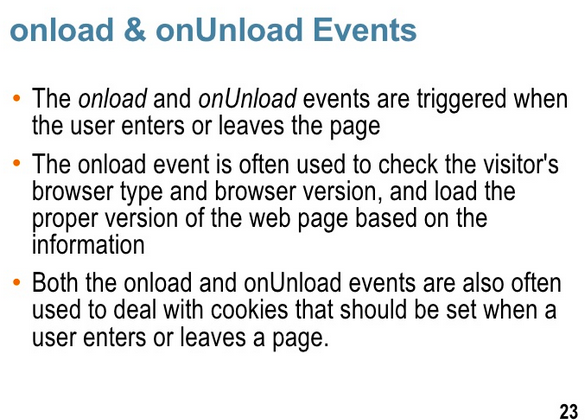 onload & onUnload Events
• The onload and onUnload events are triggered when
the user enters or leaves the page
• The onload event is often used to check the visitor's
browser type and browser version, and load the
proper version of the web page based on the
information
• Both the onload and onUnload events are also often
used to deal with cookies that should be set when a
user enters or leaves a page.
23